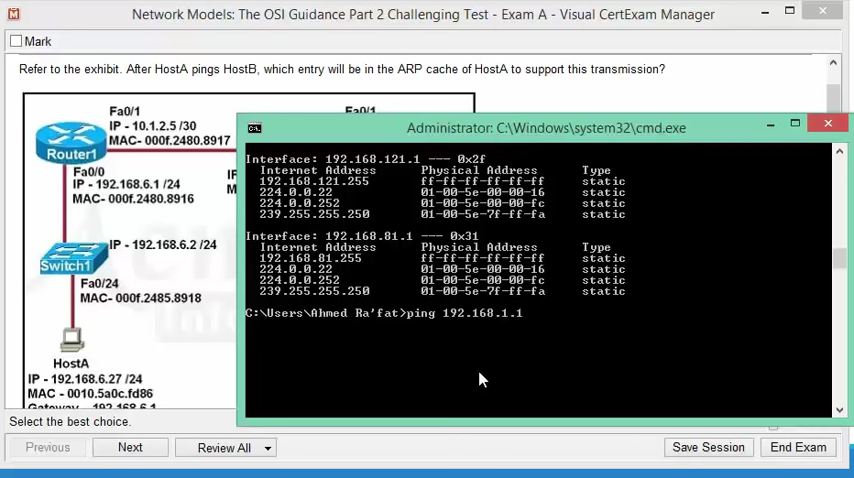 Network Models: The OSI Guidance Part 2 Challenging Test - Exam A - Visual CertExam Manager
Mark
Refer to the exhibit. After HostA pings HostB, which entry will be in the ARP cache of HostA to support this transmission?
Fa0/1
IP - 10.1.2.5 /30
MAC- 000f.2480.8917
Fa0/1
Router1
Fa0/0
IP - 192.168.6.1 /24
MAC- 000f.2480.8916
IP - 192.168.6.2 /24
Switch1
Fa0/24
MAC- 000f.2485.8918
HostA
IP - 192.168.6.27 /24
MAC - 0010.5a0c.fd86
Gateway - 192.168.6.1
Administrator: C:\Windows\system32\cmd.exe
Interface: 192.168.121.1 --- 0x2f
Internet Address Physical Address Type
192.168.121.255 ff-ff-ff-ff-ff-ff static
224.0.0.22 01-00-5e-00-00-16 static
224.0.0.252 01-00-5e-00-00-fc static
239.255.255.250 01-00-5e-7f-ff-fa static
Interface: 192.168.81.1 --- 0x31
Internet Address Physical Address Type
192.168.81.255 ff-ff-ff-ff-ff-ff static
224.0.0.22 01-00-5e-00-00-16 static
224.0.0.252 01-00-5e-00-00-fc static
239.255.255.250 01-00-5e-7f-ff-fa static
C:\Users\Ahmed Ra'fat>ping 192.168.1.1
Select the best choice.
Previous
Next
Review All
Save Session
End Exam